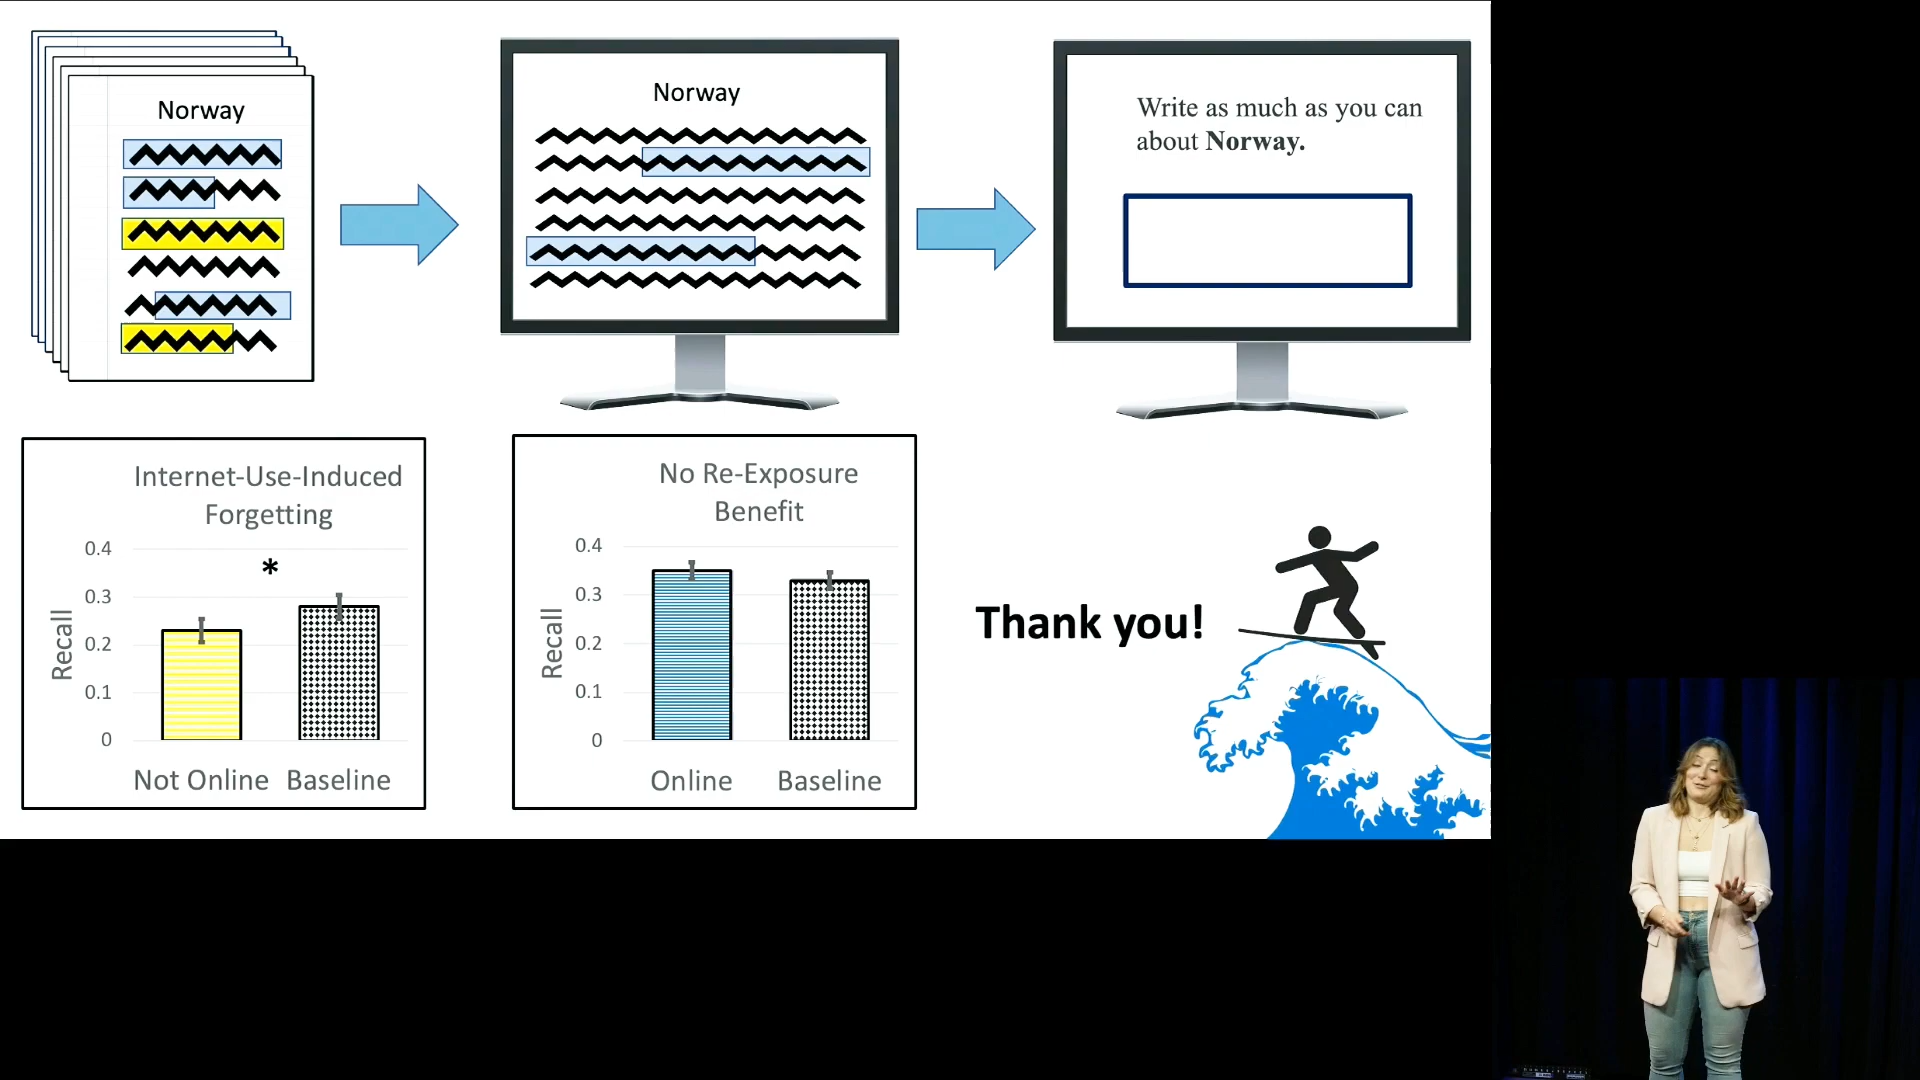 Norway
Norway
Write as much as you can
about Norway.
Internet-Use-Induced
Forgetting
0.4
*
0.3
0.2
0.1
0
Recall
Not Online
Baseline
No Re-Exposure
Benefit
0.4
0.3
0.2
0.1
0
Recall
Online
Baseline
Thank you!